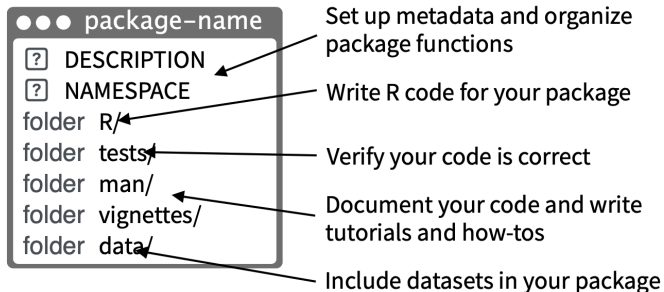 package-name
Set up metadata and organize
package functions
? DESCRIPTION
? NAMESPACE
folder R/
Write R code for your package
folder tests/
Verify your code is correct
folder man/
folder vignettes/
Document your code and write
tutorials and how-tos
folder data/
Include datasets in your package